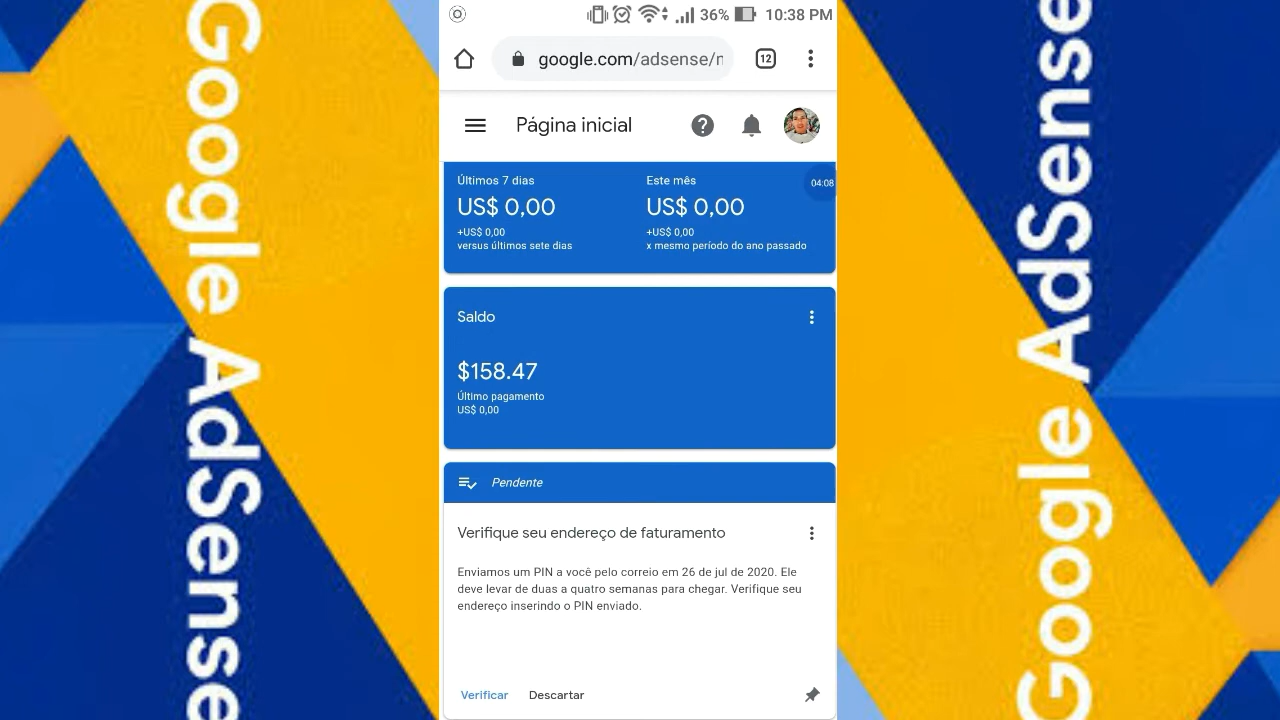 Google AdSense
36% 10:38 PM
google.com/adsense/
12
Página inicial
Últimos 7 dias
US$ 0,00
+US$ 0,00
versus últimos sete dias
Este mês
US$ 0,00
+US$ 0,00
x mesmo período do ano passado
04:08
Saldo
$158.47
Último pagamento
US$ 0,00
Pendente
Verifique seu endereço de faturamento
Enviamos um PIN a você pelo correio em 26 de jul de 2020. Ele
deve levar de duas a quatro semanas para chegar. Verifique seu
endereço inserindo o PIN enviado.
Verificar Descartar
Google AdSense